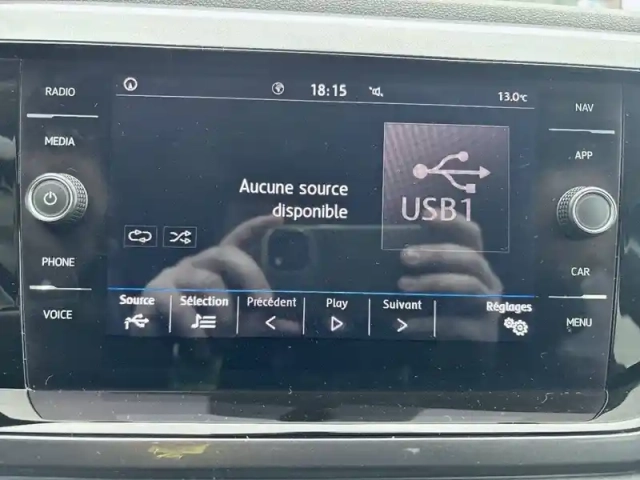 RADIO
MEDIA
PHONE
VOICE
18:15
13.0°C
Aucune source
disponible
USB1
Source
Sélection
Précédent
Play
Suivant
Réglages
NAV
APP
CAR
MENU